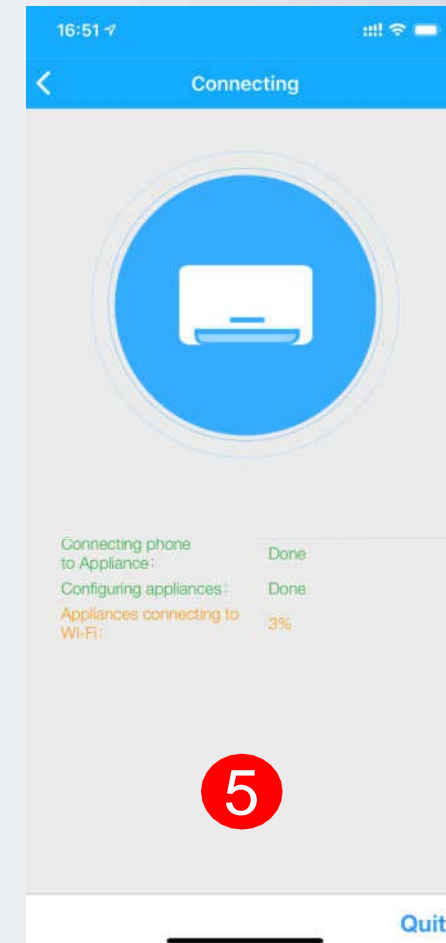 16:51
Connecting
Connecting phone
to Appliance: Done
Configuring appliances: Done
Appliances connecting to
Wi-Fi: 3%
5
Quit